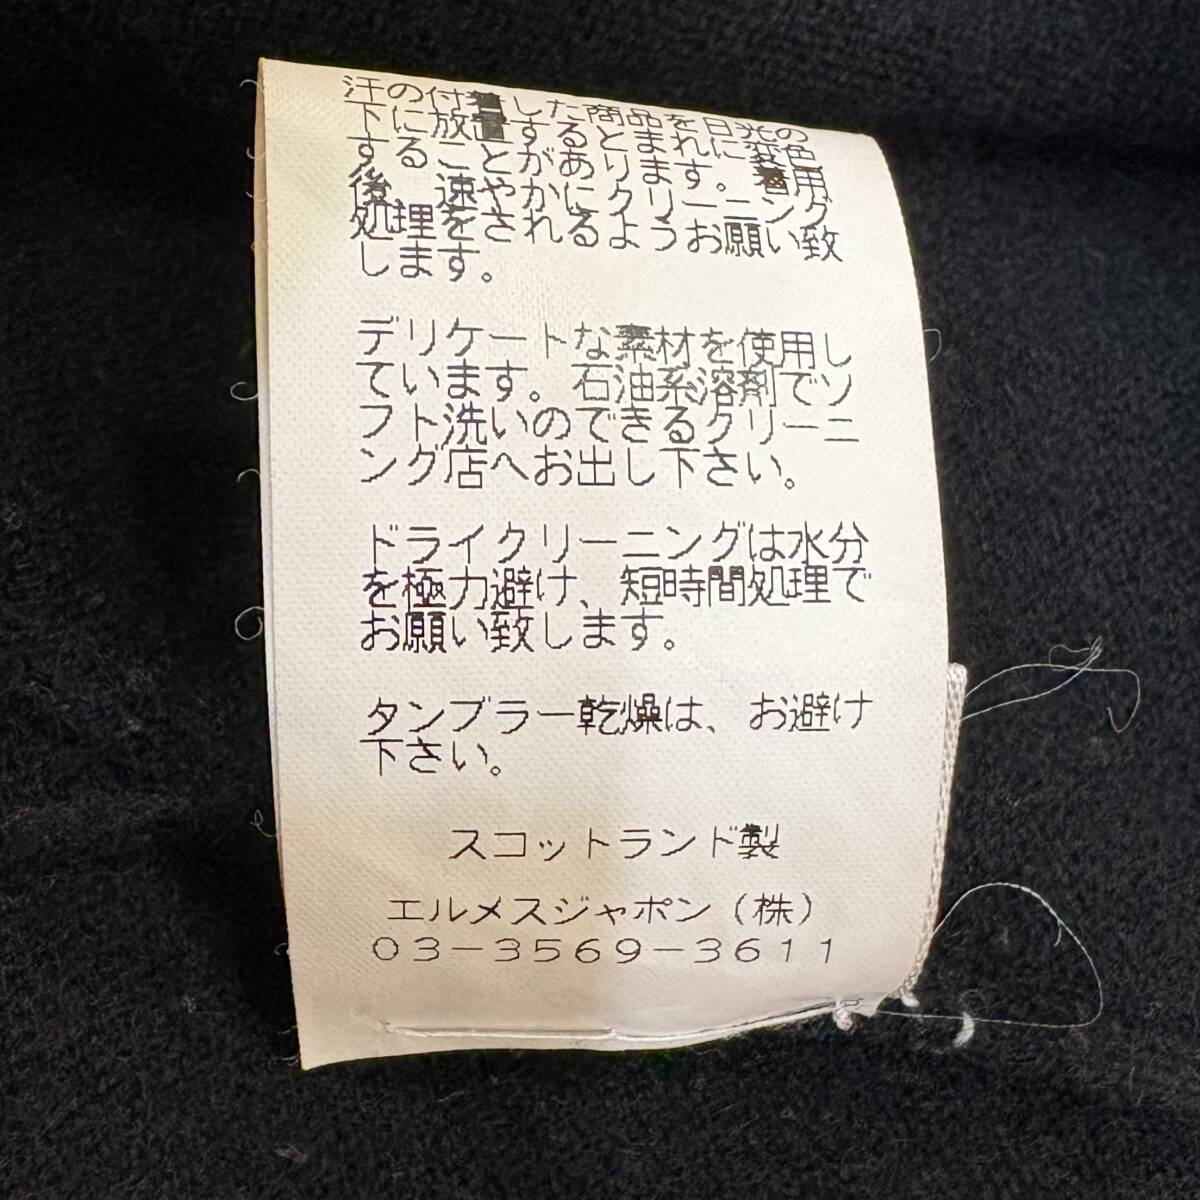 汗の付着した商品を日光の
下に放置するとまれに変色
することがあります。着用
後、速やかにクリーニング
処理をされるようお願い致
します。
デリケートな素材を使用し
ています。石油系溶剤でソ
フト洗いのできるクリーニ
ング店へお出し下さい。
ドライクリーニングは水分
を極力避け、短時間処理で
お願い致します。
タンブラー乾燥は、お避け
下さい。
スコットランド製
エルメスジャポン（株）
０３－３５６９－３６１１